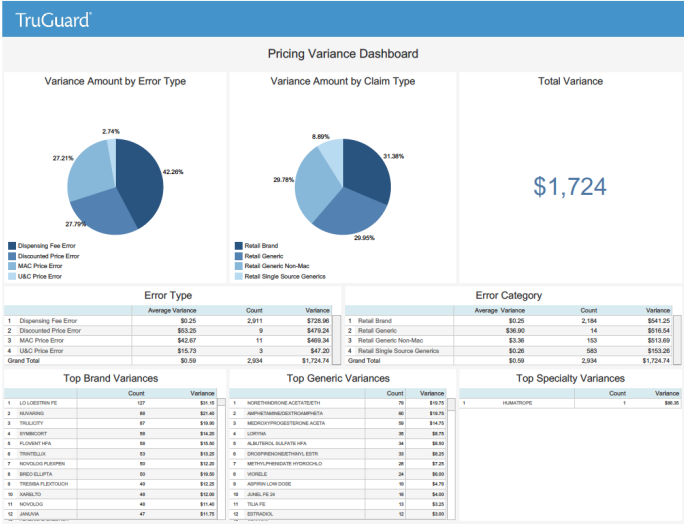 TruGuard
Pricing Variance Dashboard
Variance Amount by Error Type
2.74%
27.21%
42.26%
27.79%
Dispensing Fee Error
Discounted Price Error
MAC Price Error
U&C Price Error
Variance Amount by Claim Type
8.89%
31.38%
29.78%
29.95%
Retail Brand
Retail Generic
Retail Generic Non-Mac
Retail Single Source Generics
Total Variance
$1,724
Error Type
Average Variance Count Variance
1 Dispensing Fee Error $0.25 2,911 $728.96
2 Discounted Price Error $53.25 9 $479.24
3 MAC Price Error $42.67 11 $469.34
4 U&C Price Error $15.73 3 $47.20
Grand Total $0.59 2,934 $1,724.74
Error Category
Average Variance Count Variance
1 Retail Brand $0.25 2,184 $541.25
2 Retail Generic $36.90 14 $516.54
3 Retail Generic Non-Mac $3.36 153 $513.69
4 Retail Single Source Generics $0.26 583 $153.26
Grand Total $0.59 2,934 $1,724.74
Top Brand Variances
Count Variance
1 LO LOESTRIN FE 127 $31.15
2 NUVARING 89 $21.40
3 TRULICITY 67 $19.90
4 SYMBICORT 58 $14.20
5 FLOVENT HFA 58 $15.50
6 TRINTELLIX 53 $13.25
7 NOVOLOG FLEXPEN 50 $12.20
8 BREO ELLIPTA 50 $19.50
9 TRESIBA FLEXTOUCH 49 $12.25
10 XARELTO 48 $12.00
11 NOVOLOG 48 $11.40
12 JANUVIA 47 $11.75
Top Generic Variances
Count Variance
1 NORETHINDRONE ACETATE/ETH 79 $19.75
2 AMPHETAMINE/DEXTROAMPHETA 60 $19.75
3 MEDROXYPROGESTERONE ACETA 59 $14.75
4 LORYNA 35 $8.75
5 ALBUTEROL SULFATE HFA 34 $8.50
6 DROSPIRENONE/ETHINYL ESTR 33 $8.25
7 METHYLPHENIDATE HYDROCHLO 28 $7.25
8 VIORELE 24 $6.00
9 ASPIRIN LOW DOSE 19 $4.75
10 JUNEL FE 24 16 $4.00
11 TILIA FE 13 $3.25
12 ESTRADIOL 12 $3.00
Top Specialty Variances
Count Variance
1 HUMATROPE 1 $86.35